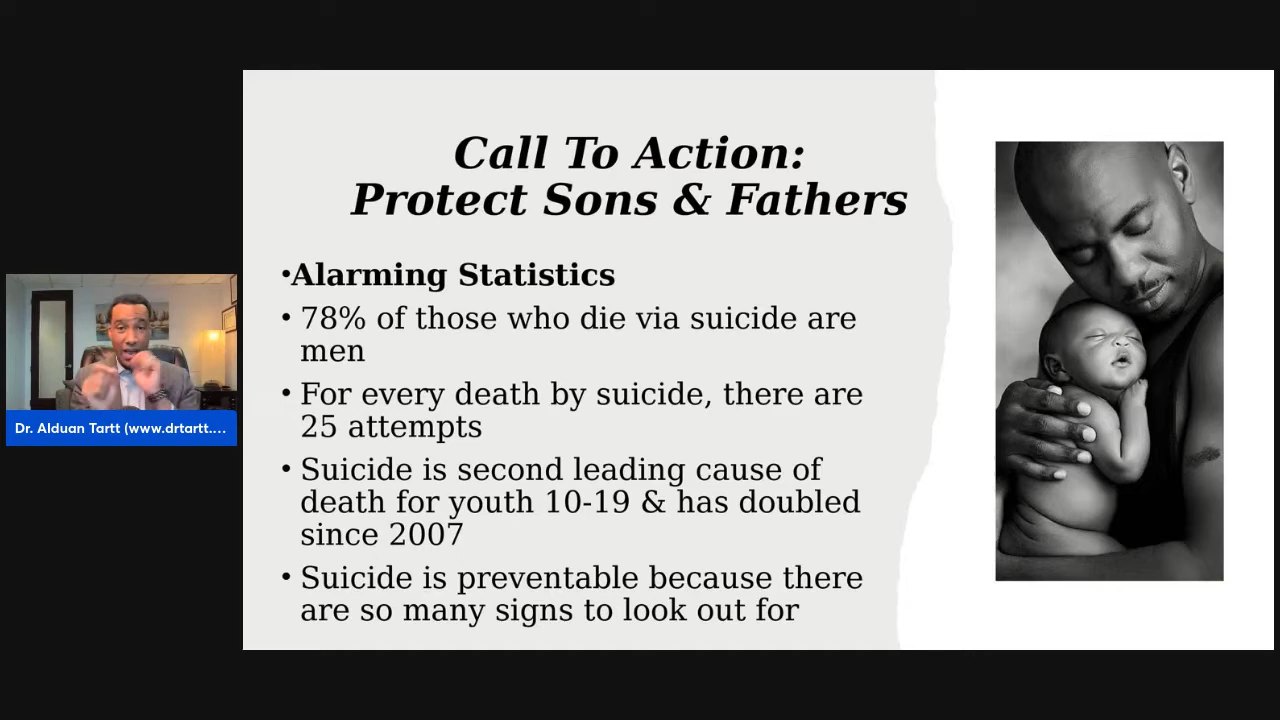 Call To Action:
Protect Sons & Fathers
•Alarming Statistics
• 78% of those who die via suicide are
men
• For every death by suicide, there are
25 attempts
• Suicide is second leading cause of
death for youth 10-19 & has doubled
since 2007
• Suicide is preventable because there
are so many signs to look out for
Dr. Alduan Tartt (www.drtartt....